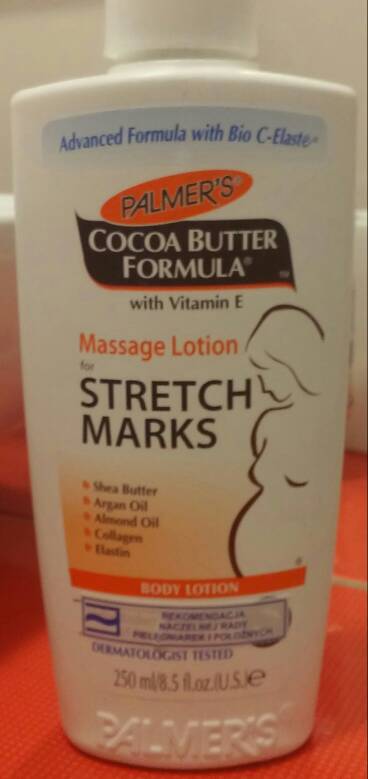 Advanced Formula with Bio C-Elaste™
PALMER'S®
COCOA BUTTER
FORMULA®
™
with Vitamin E
Massage Lotion
for
STRETCH
MARKS
Shea Butter
Argan Oil
Almond Oil
Collagen
Elastin
BODY LOTION
REKOMENDACJA
NACZELNEJ RADY
PIELĘGNIAREK I POŁOŻNYCH
DERMATOLOGIST TESTED
250 ml/8.5 fl.oz.(U.S.)℮
PALMER'S